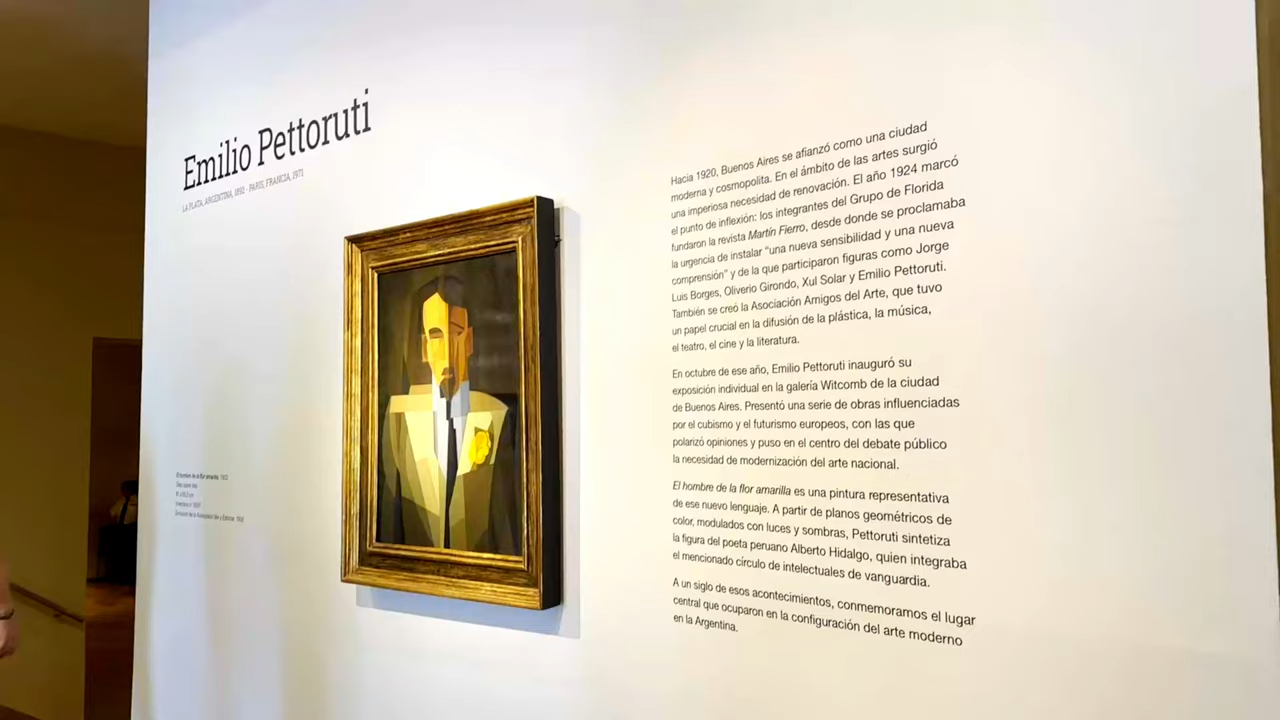 Emilio Pettoruti
LA PLATA, ARGENTINA, 1892 - PARÍS, FRANCIA, 1971
Hacia 1920, Buenos Aires se afianzó como una ciudad
moderna y cosmopolita. En el ámbito de las artes surgió
una imperiosa necesidad de renovación. El año 1924 marcó
el punto de inflexión: los integrantes del Grupo de Florida
fundaron la revista Martín Fierro, desde donde se proclamaba
la urgencia de instalar “una nueva sensibilidad y una nueva
comprensión” y de la que participaron figuras como Jorge
Luis Borges, Oliverio Girondo, Xul Solar y Emilio Pettoruti.
También se creó la Asociación Amigos del Arte, que tuvo
un papel crucial en la difusión de la plástica, la música,
el teatro, el cine y la literatura.
En octubre de ese año, Emilio Pettoruti inauguró su
exposición individual en la galería Witcomb de la ciudad
de Buenos Aires. Presentó una serie de obras influenciadas
por el cubismo y el futurismo europeos, con las que
polarizó opiniones y puso en el centro del debate público
la necesidad de modernización del arte nacional.
El hombre de la flor amarilla es una pintura representativa
de ese nuevo lenguaje. A partir de planos geométricos de
color, modulados con luces y sombras, Pettoruti sintetiza
la figura del poeta peruano Alberto Hidalgo, quien integraba
el mencionado círculo de intelectuales de vanguardia.
A un siglo de esos acontecimientos, conmemoramos el lugar
central que ocuparon en la configuración del arte moderno
en la Argentina.
El hombre de la flor amarilla